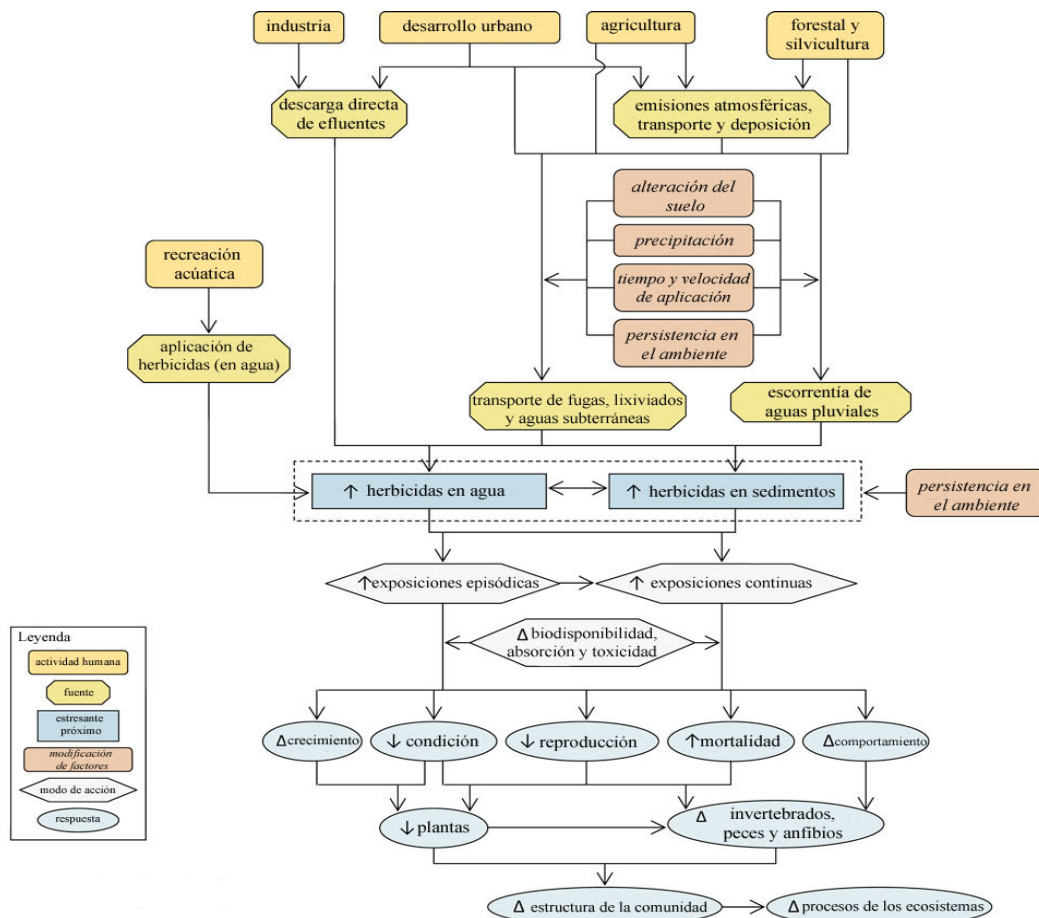 industria
desarrollo urbano
agricultura
forestal y
silvicultura
descarga directa
de efluentes
emisiones atmosféricas,
transporte y deposición
alteración del
suelo
precipitación
tiempo y velocidad
de aplicación
persistencia en
el ambiente
recreación
acúatica
aplicación de
herbicidas (en agua)
transporte de fugas, lixiviados
y aguas subterráneas
escorrentía de
aguas pluviales
↑ herbicidas en agua
↑ herbicidas en sedimentos
persistencia en
el ambiente
↑exposiciones episódicas
↑ exposiciones continuas
Δ biodisponibilidad,
absorción y toxicidad
Δcrecimiento
↓ condición
↓ reproducción
↑mortalidad
Δcomportamiento
↓ plantas
Δ invertebrados,
peces y anfibios
Δ estructura de la comunidad
Δ procesos de los ecosistemas
Leyenda
actividad humana
fuente
estresante
próximo
modificación
de factores
modo de acción
respuesta